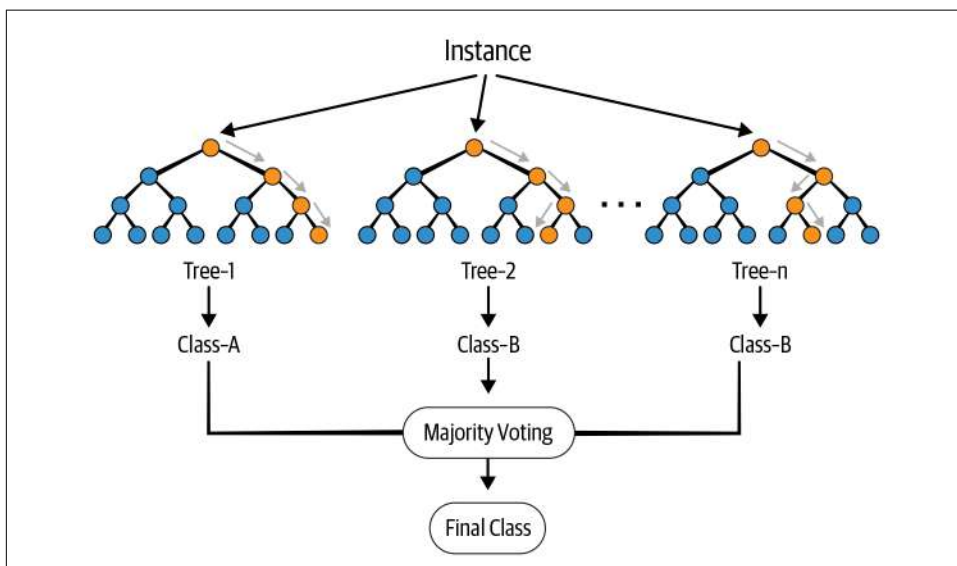 Instance
...
Tree-1
Tree-2
Tree-n
Class-A
Class-B
Class-B
Majority Voting
Final Class